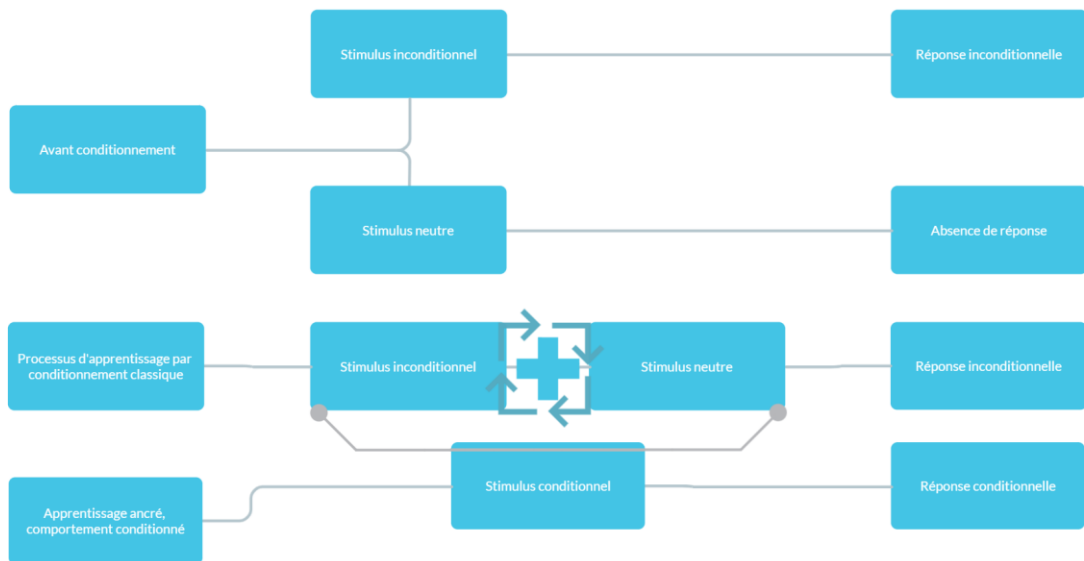 Stimulus inconditionnel
Réponse inconditionnelle
Avant conditionnement
Stimulus neutre
Absence de réponse
Processus d'apprentissage par
conditionnement classique
Stimulus inconditionnel
Stimulus neutre
Réponse inconditionnelle
Stimulus conditionnel
Réponse conditionnelle
Apprentissage ancré,
comportement conditionné